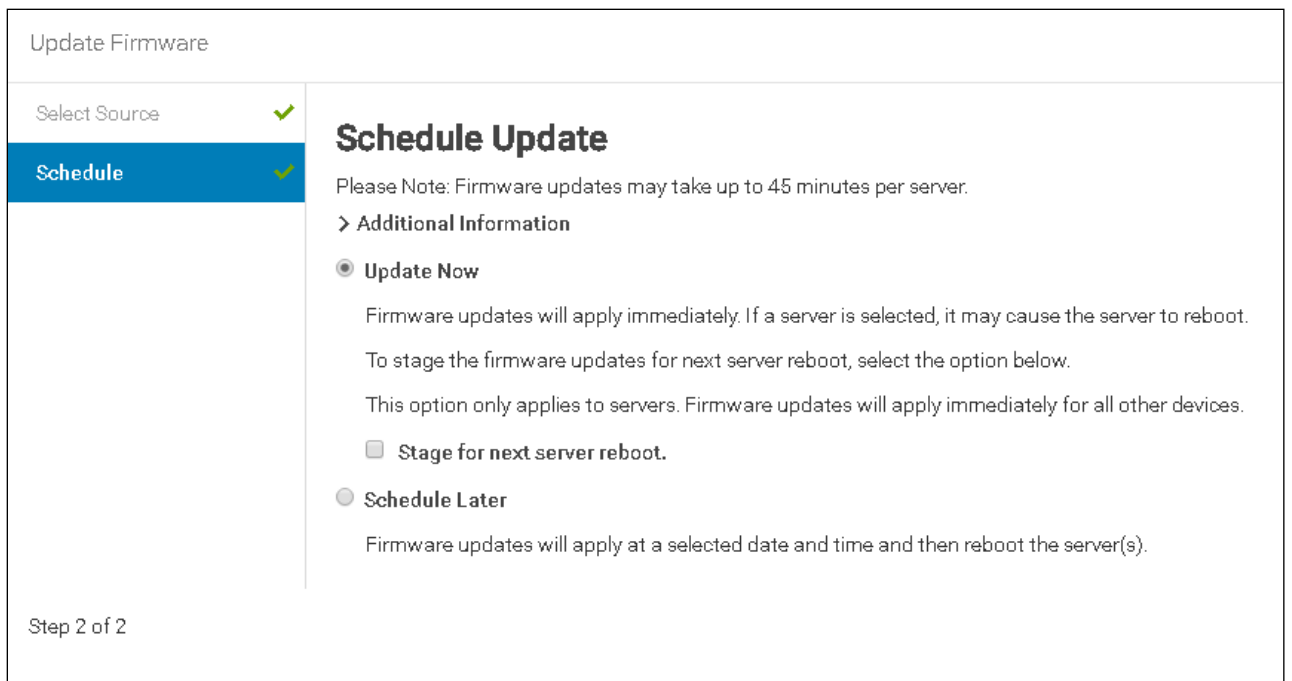 Update Firmware
Select Source
Schedule
Schedule Update
Please Note: Firmware updates may take up to 45 minutes per server.
Additional Information
Update Now
Firmware updates will apply immediately. If a server is selected, it may cause the server to reboot.
To stage the firmware updates for next server reboot, select the option below.
This option only applies to servers. Firmware updates will apply immediately for all other devices.
Stage for next server reboot.
Schedule Later
Firmware updates will apply at a selected date and time and then reboot the server(s).
Step 2 of 2